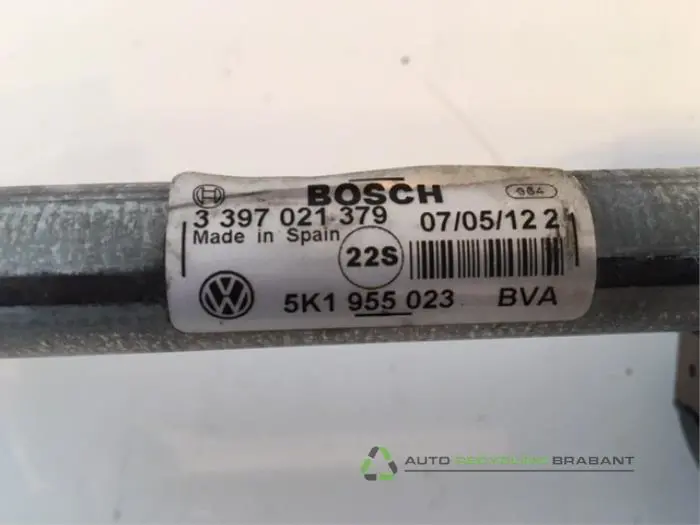 BOSCH 984
3 397 021 379 07/05/12 2
Made in Spain 22S
5K1 955 023 BVA
AUTO RECYCLING BRABANT